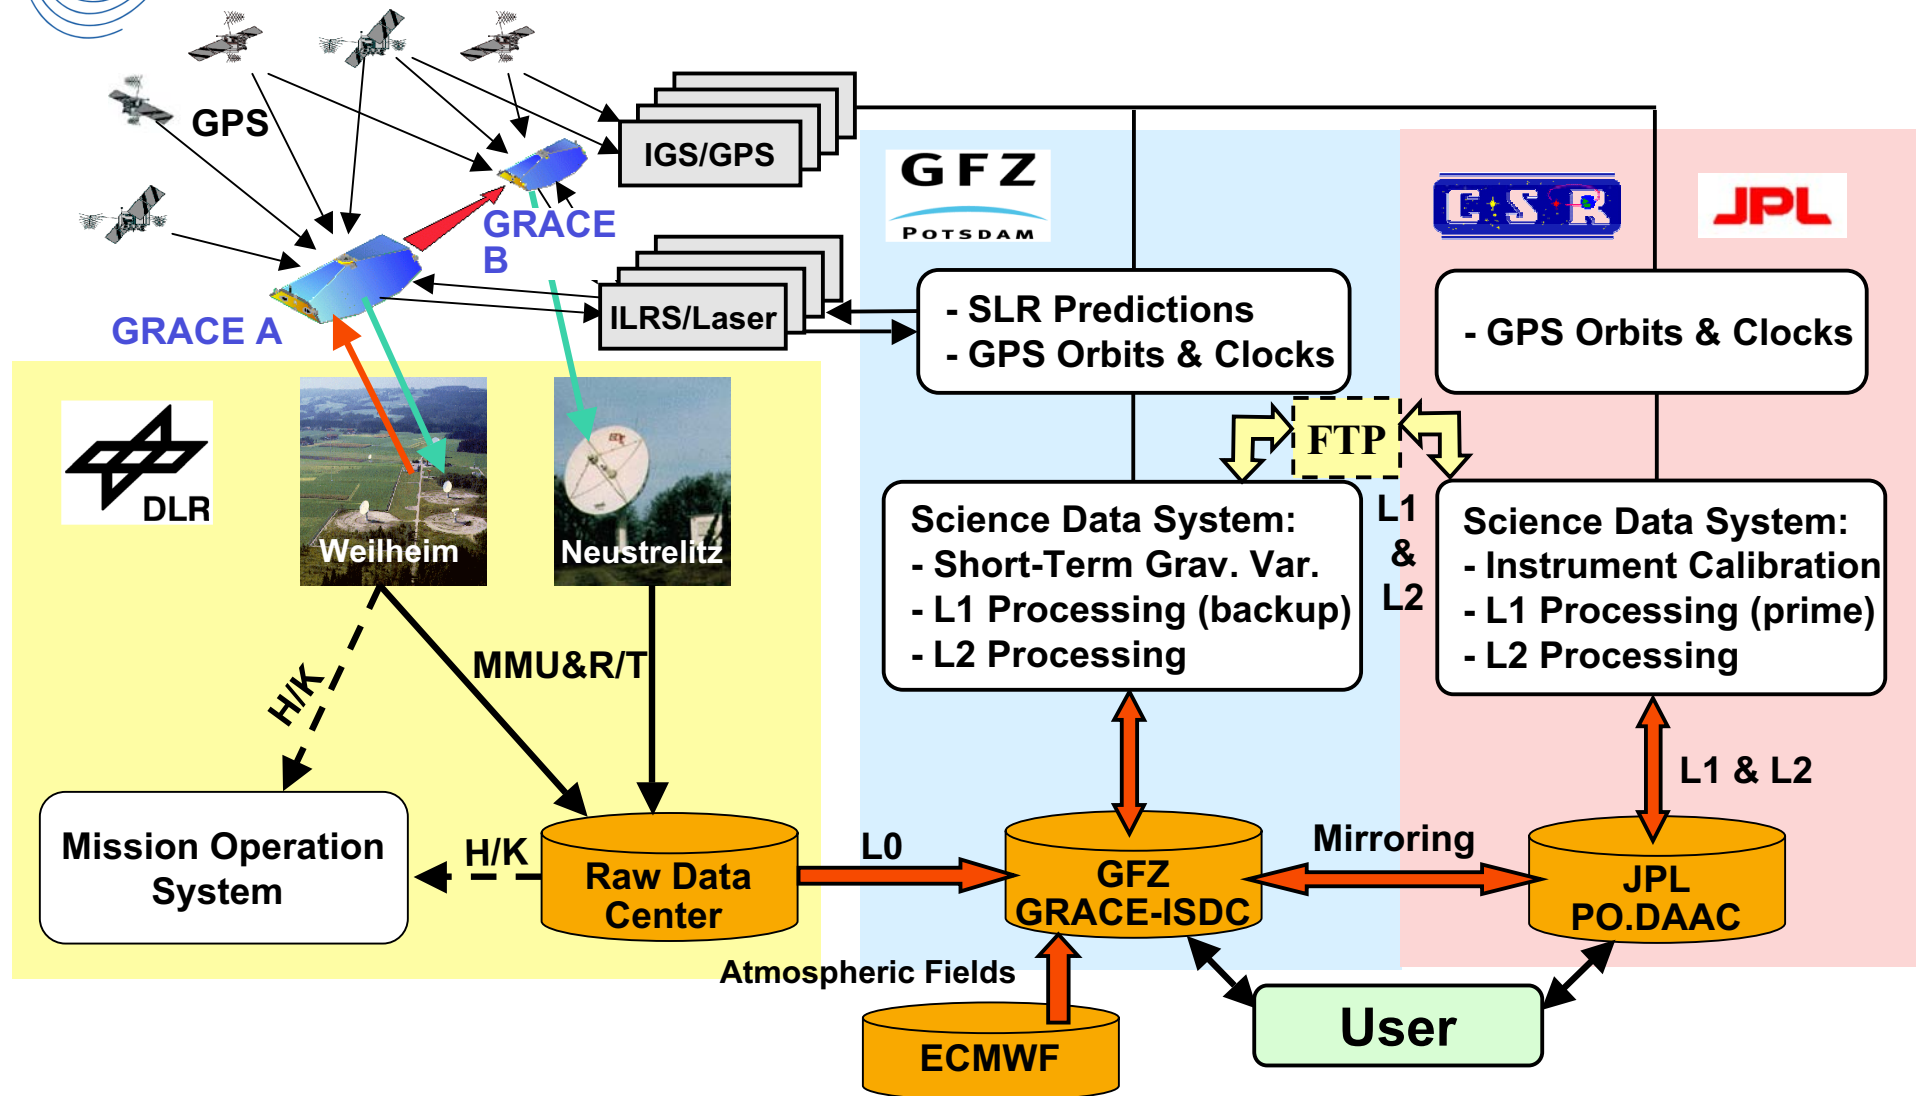 GPS
IGS/GPS
GRACE
B
GRACE A
ILRS/Laser
GFZ
POTSDAM
CSR
JPL
- SLR Predictions
- GPS Orbits & Clocks
- GPS Orbits & Clocks
FTP
L1
&
L2
DLR
Weilheim
Neustrelitz
Science Data System:
- Short-Term Grav. Var.
- L1 Processing (backup)
- L2 Processing
Science Data System:
- Instrument Calibration
- L1 Processing (prime)
- L2 Processing
H/K
MMU&R/T
L1 & L2
Mission Operation
System
H/K
Raw Data
Center
L0
GFZ
GRACE-ISDC
Mirroring
JPL
PO.DAAC
Atmospheric Fields
ECMWF
User